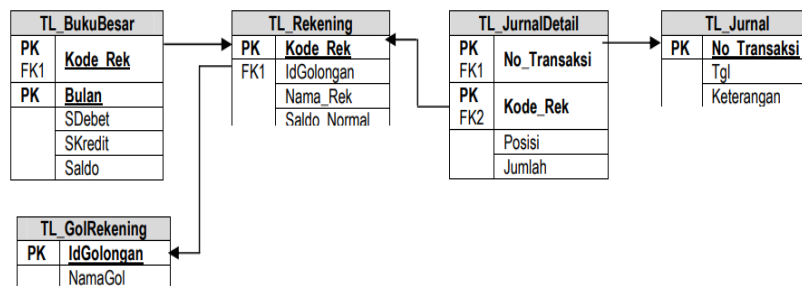 TL_BukuBesar
PK FK1 Kode_Rek
PK Bulan
SDebet
SKredit
Saldo
TL_Rekening
PK Kode_Rek
FK1 IdGolongan
Nama_Rek
Saldo_Normal
TL_JurnalDetail
PK FK1 No_Transaksi
PK FK2 Kode_Rek
Posisi
Jumlah
TL_Jurnal
PK No_Transaksi
Tgl
Keterangan
TL_GolRekening
PK IdGolongan
NamaGol